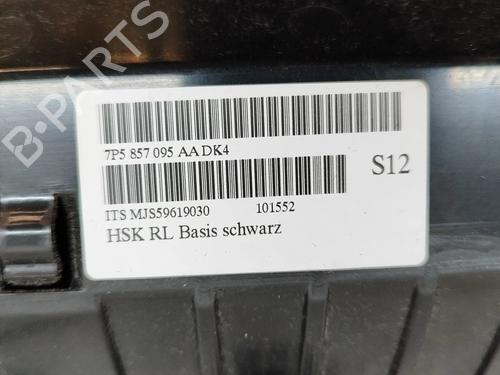 B-PARTS
7P5 857 095 AA DK4
S12
ITS MJS59619030 101552
HSK RL Basis schwarz